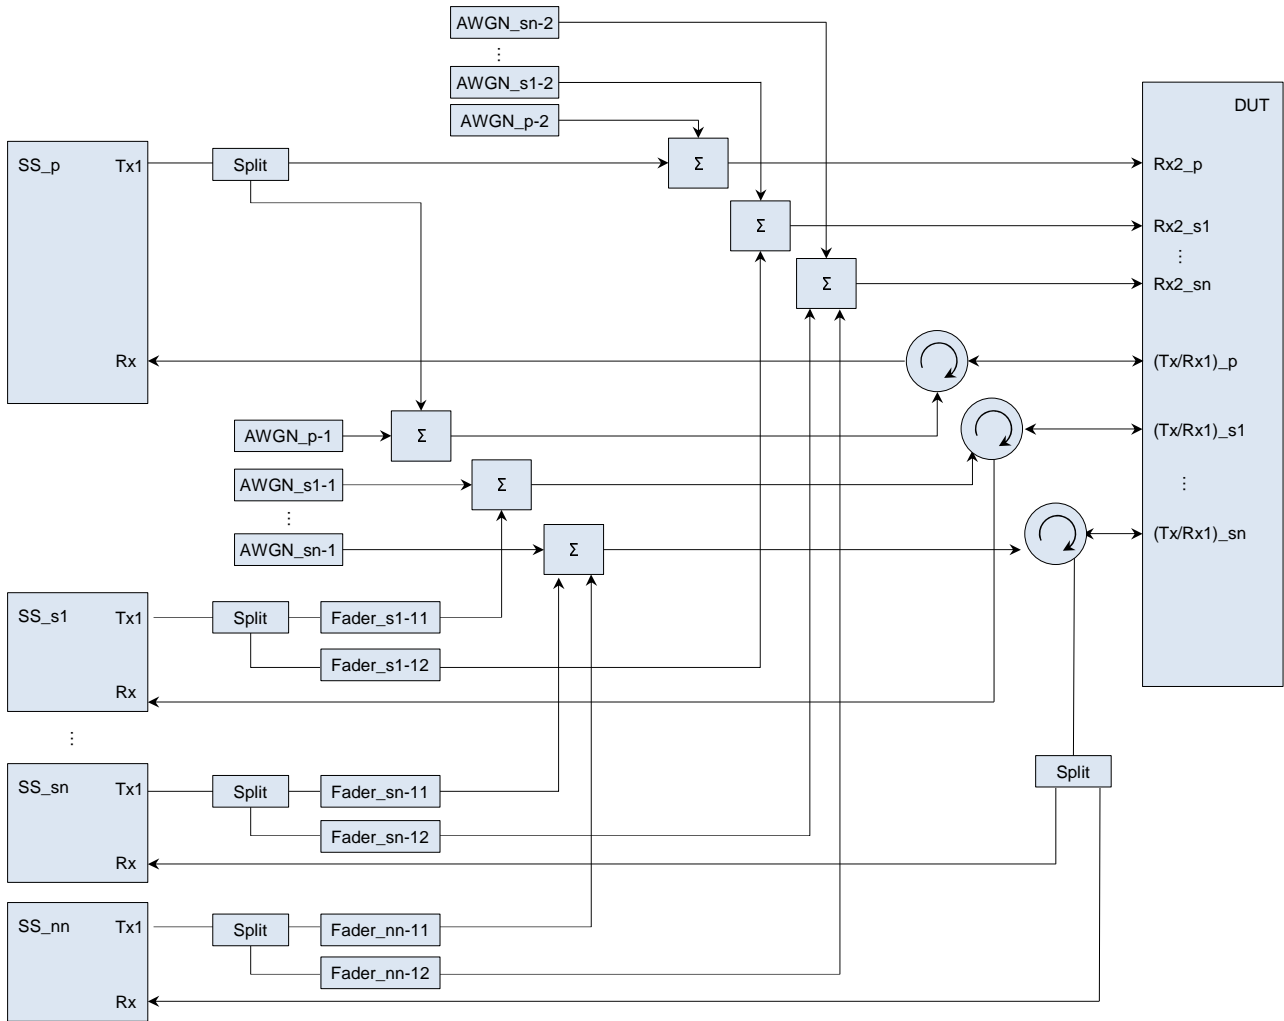 AWGN_sn-2
⋮
AWGN_s1-2
AWGN_p-2
DUT
SS_p
Tx1
Split
Σ
Rx2_p
Σ
Rx2_s1
⋮
Σ
Rx2_sn
Rx
(Tx/Rx1)_p
AWGN_p-1
Σ
(Tx/Rx1)_s1
AWGN_s1-1
Σ
⋮
⋮
AWGN_sn-1
Σ
(Tx/Rx1)_sn
SS_s1
Tx1
Split
Fader_s1-11
Fader_s1-12
Rx
⋮
Split
SS_sn
Tx1
Split
Fader_sn-11
Fader_sn-12
Rx
SS_nn
Tx1
Split
Fader_nn-11
Fader_nn-12
Rx